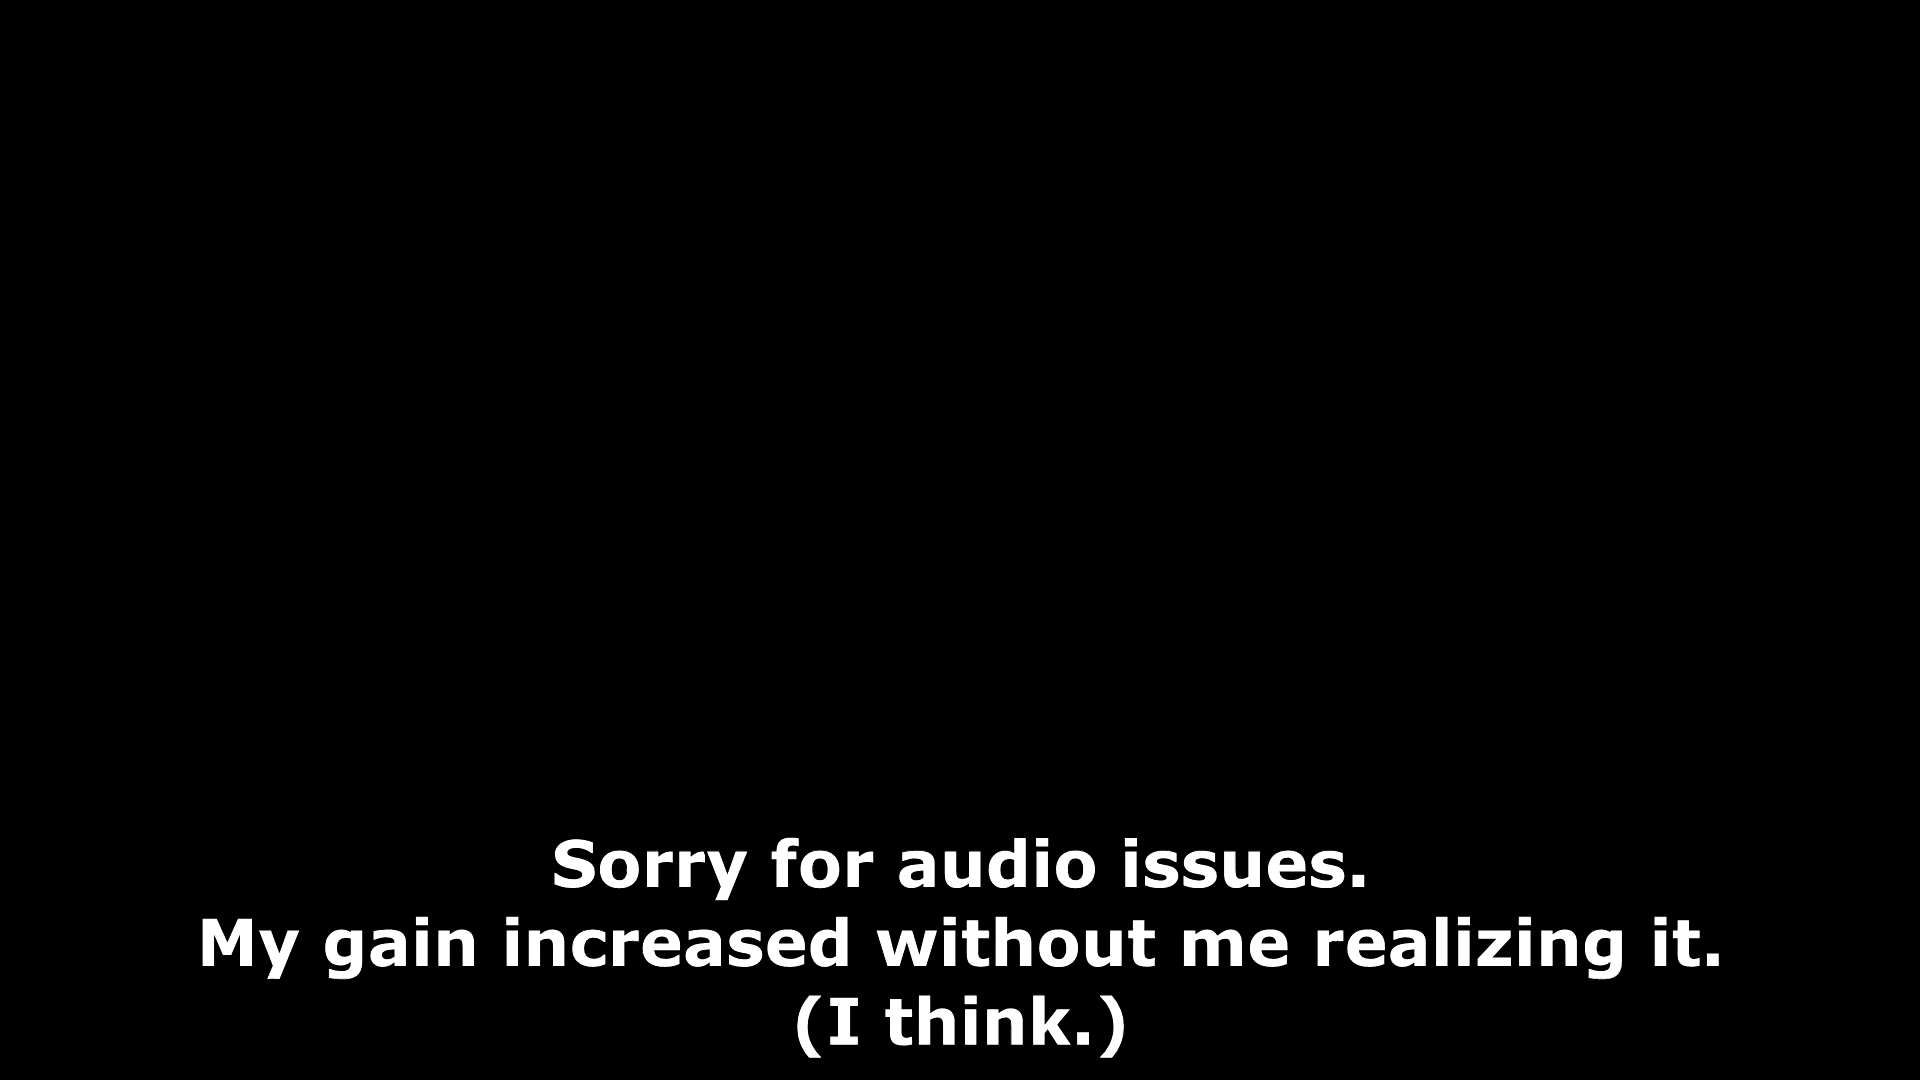 Sorry for audio issues.
My gain increased without me realizing it.
(I think.)